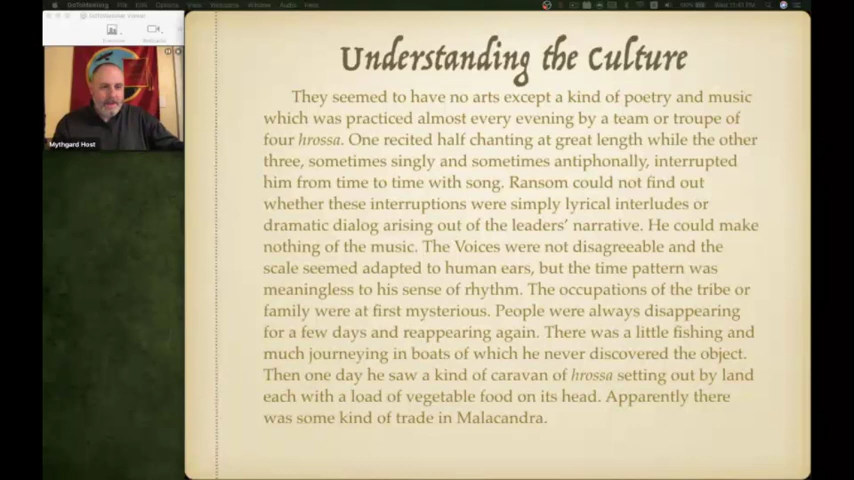 GoToMeeting File Edit
GoToWebinar Viewer
Mythgard Host
Understanding the Culture
They seemed to have no arts except a kind of poetry and music
which was practiced almost every evening by a team or troupe of
four hrossa. One recited half chanting at great length while the other
three, sometimes singly and sometimes antiphonally, interrupted
him from time to time with song. Ransom could not find out
whether these interruptions were simply lyrical interludes or
dramatic dialog arising out of the leaders’ narrative. He could make
nothing of the music. The Voices were not disagreeable and the
scale seemed adapted to human ears, but the time pattern was
meaningless to his sense of rhythm. The occupations of the tribe or
family were at first mysterious. People were always disappearing
for a few days and reappearing again. There was a little fishing and
much journeying in boats of which he never discovered the object.
Then one day he saw a kind of caravan of hrossa setting out by land
each with a load of vegetable food on its head. Apparently there
was some kind of trade in Malacandra.